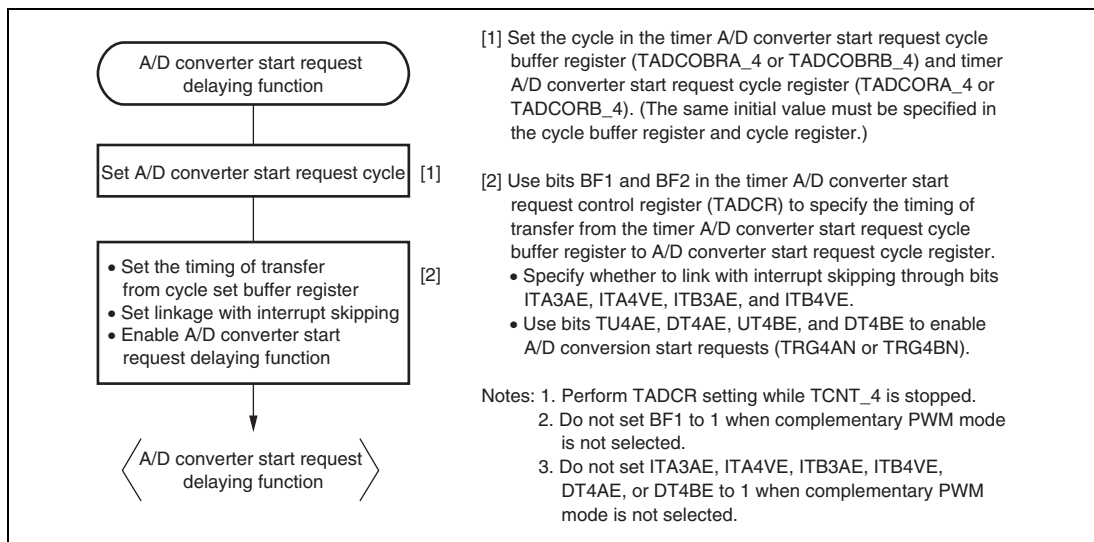 A/D converter start request
delaying function
Set A/D converter start request cycle
[1]
• Set the timing of transfer
from cycle set buffer register
• Set linkage with interrupt skipping
• Enable A/D converter start
request delaying function
[2]
A/D converter start request
delaying function
[1] Set the cycle in the timer A/D converter start request cycle
buffer register (TADCOBRA_4 or TADCOBRB_4) and timer
A/D converter start request cycle register (TADCORA_4 or
TADCORB_4). (The same initial value must be specified in
the cycle buffer register and cycle register.)
[2] Use bits BF1 and BF2 in the timer A/D converter start
request control register (TADCR) to specify the timing of
transfer from the timer A/D converter start request cycle
buffer register to A/D converter start request cycle register.
• Specify whether to link with interrupt skipping through bits
ITA3AE, ITA4VE, ITB3AE, and ITB4VE.
• Use bits TU4AE, DT4AE, UT4BE, and DT4BE to enable
A/D conversion start requests (TRG4AN or TRG4BN).
Notes: 1. Perform TADCR setting while TCNT_4 is stopped.
2. Do not set BF1 to 1 when complementary PWM mode
is not selected.
3. Do not set ITA3AE, ITA4VE, ITB3AE, ITB4VE,
DT4AE, or DT4BE to 1 when complementary PWM
mode is not selected.